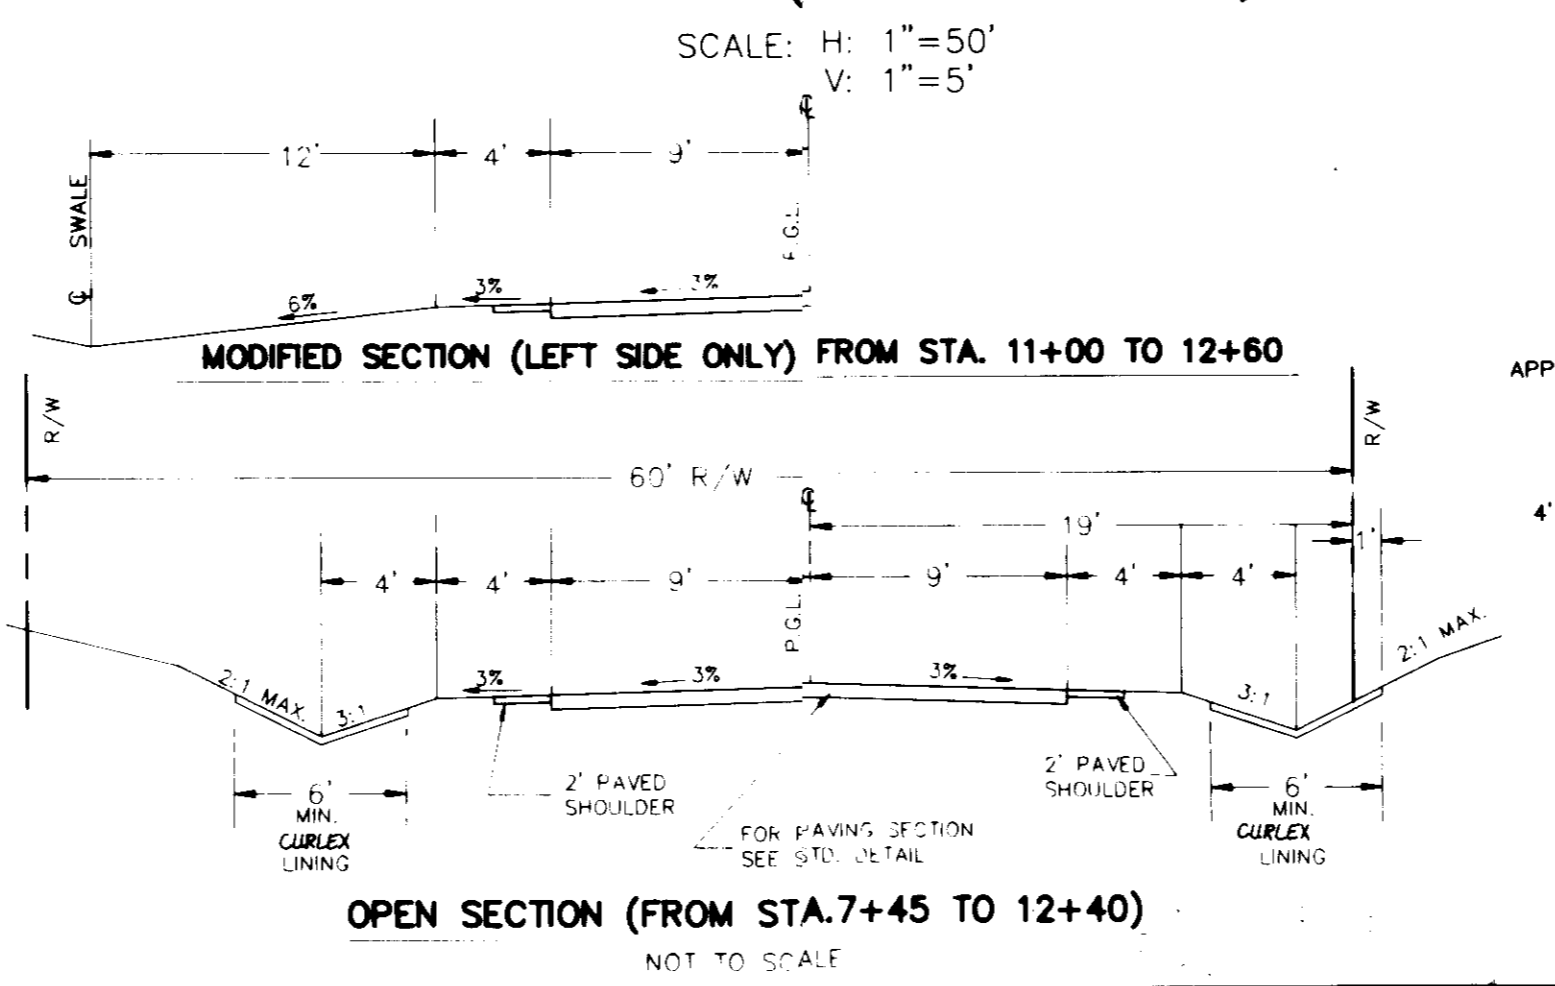 SCALE: H: 1"=50'
V: 1"=5'
℄
12' 4' 9'
℄ SWALE
P.G.L.
6% 3% 3%
MODIFIED SECTION (LEFT SIDE ONLY) FROM STA. 11+00 TO 12+60
APP
R/W R/W
60' R/W
℄
19'
4'
1'
4' 4' 9' 9' 4' 4'
P.G.L.
2:1 MAX. 3:1 3% 3% 3% 3:1 2:1 MAX.
2' PAVED
SHOULDER
2' PAVED
SHOULDER
6'
MIN.
CURLEX
LINING
6'
MIN.
CURLEX
LINING
FOR PAVING SECTION
SEE STD. DETAIL
OPEN SECTION (FROM STA.7+45 TO 12+40)
NOT TO SCALE